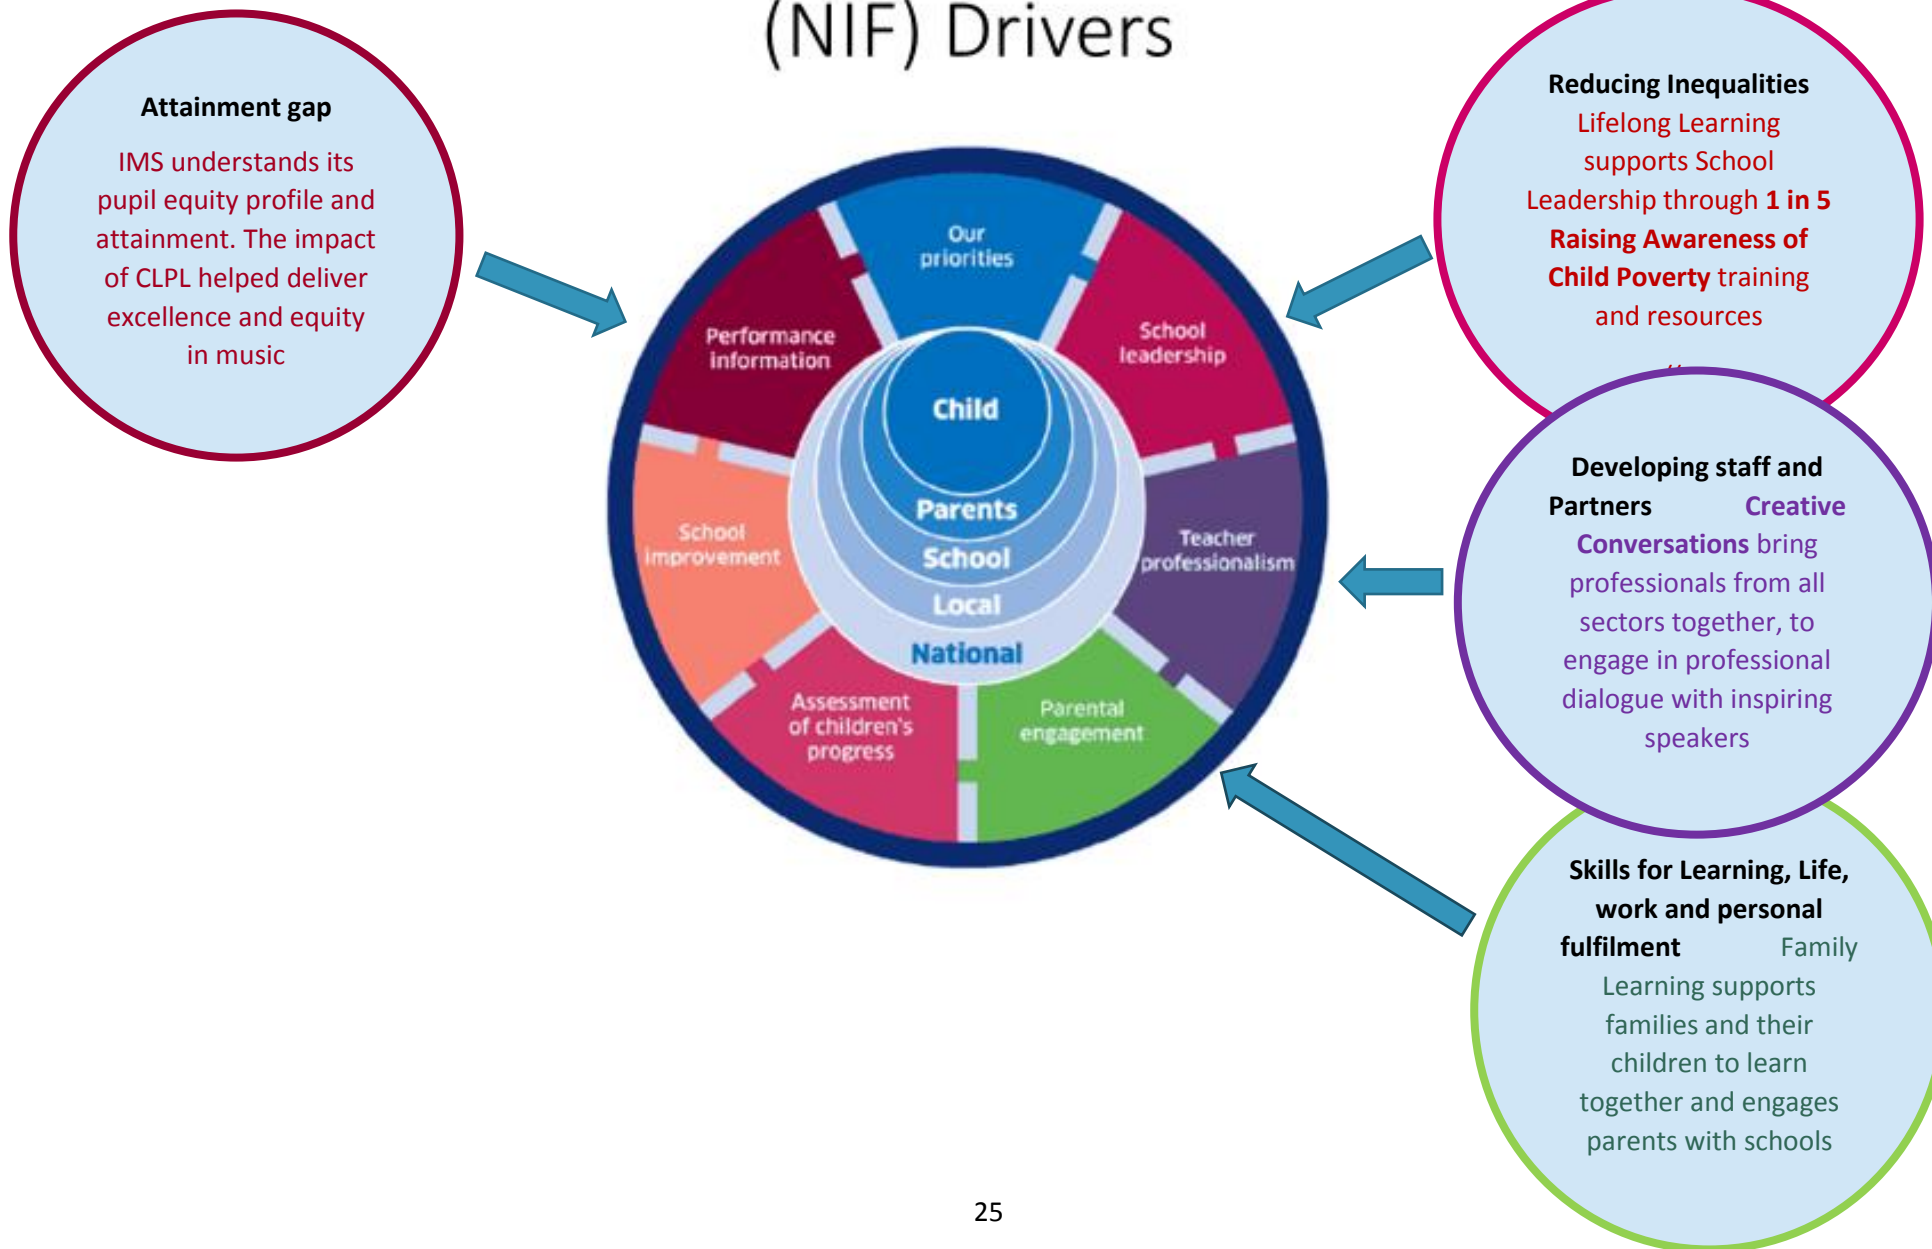 (NIF) Drivers
Attainment gap
IMS understands its
pupil equity profile and
attainment. The impact
of CLPL helped deliver
excellence and equity
in music
Our
priorities
Performance
information
School
leadership
Child
Parents
School
Local
National
School
improvement
Teacher
professionalism
Assessment
of children's
progress
Parental
engagement
Reducing Inequalities
Lifelong Learning
supports School
Leadership through 1 in 5
Raising Awareness of
Child Poverty training
and resources
Developing staff and
Partners Creative
Conversations bring
professionals from all
sectors together, to
engage in professional
dialogue with inspiring
speakers
Skills for Learning, Life,
work and personal
fulfilment Family
Learning supports
families and their
children to learn
together and engages
parents with schools
25